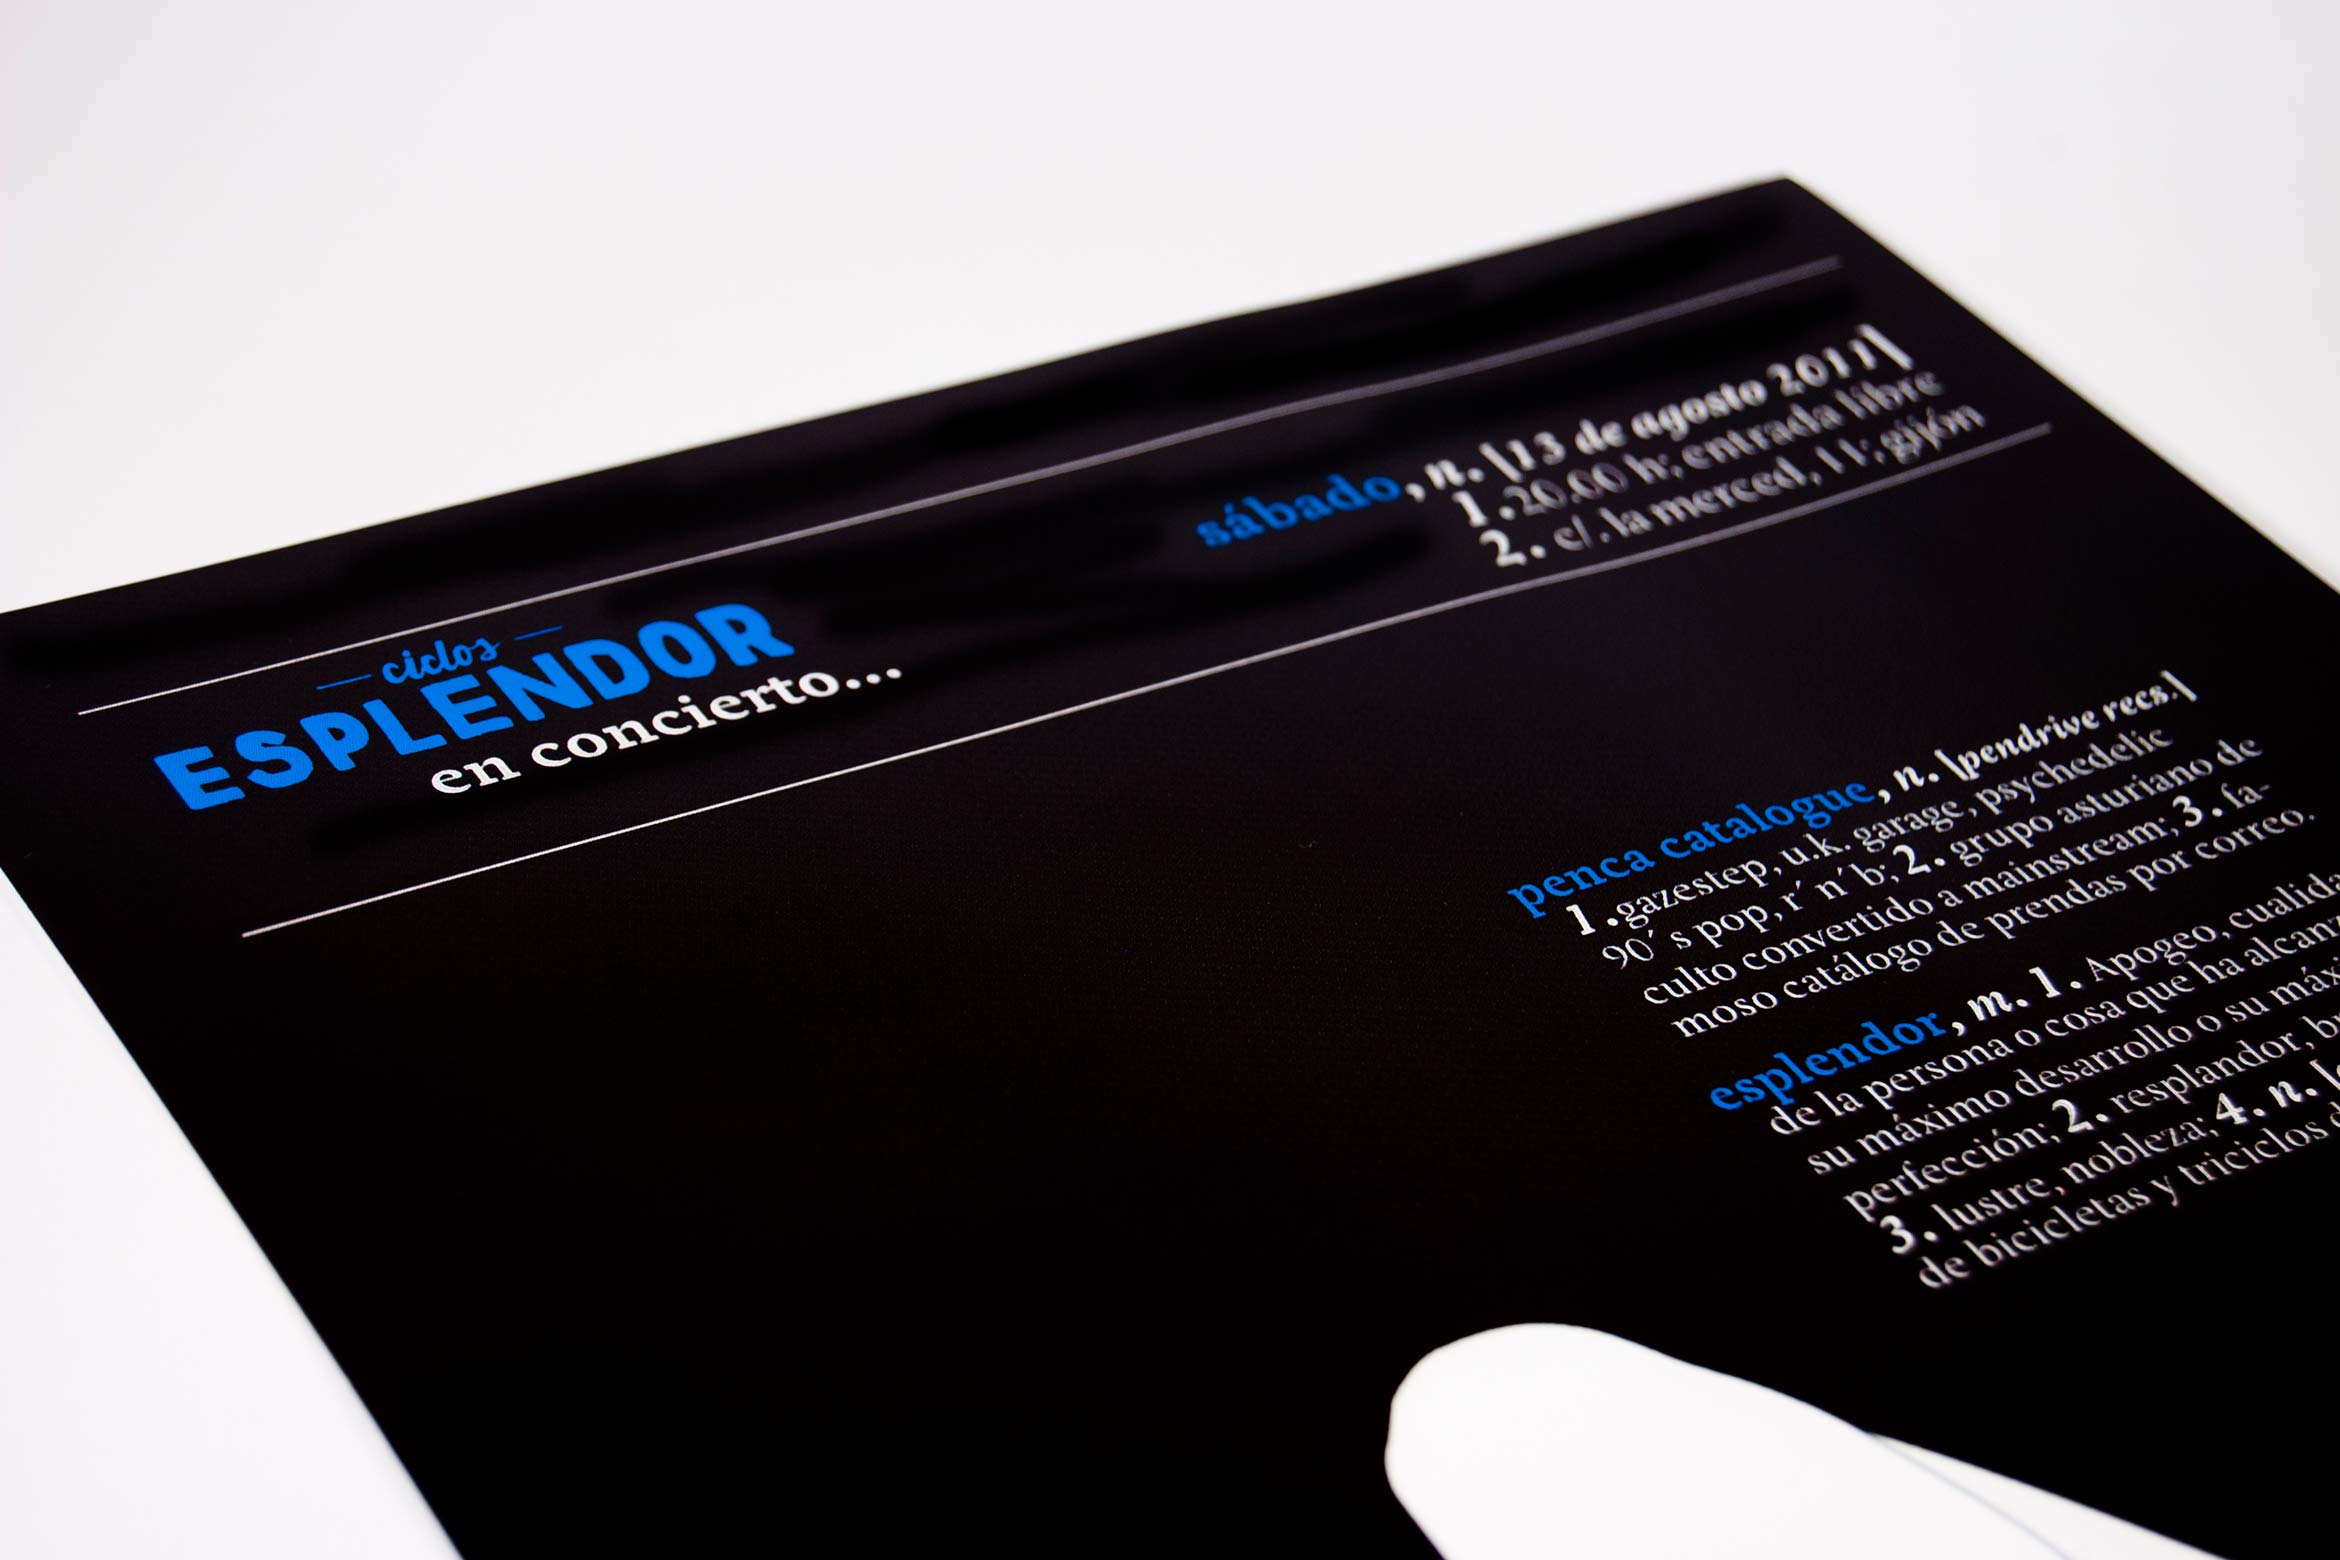 ciclos
ESPLENDOR
en concierto...
sábado, n. |13 de agosto 2011|
1.20.00 h; entrada libre
2. c/. la merced, 11; gijón
penca catalogue, n. |pendrive recs.|
1.gazestep, u.k. garage, psychedelic
90´s pop, r´n´b; 2. grupo asturiano de
culto convertido a mainstream; 3. fa-
moso catálogo de prendas por correo.
esplendor, m. 1. Apogeo, cualida
de la persona o cosa que ha alcanz
su máximo desarrollo o su máxi
perfección; 2. resplandor, br
3. lustre, nobleza; 4. n. |
de bicicletas y triciclos